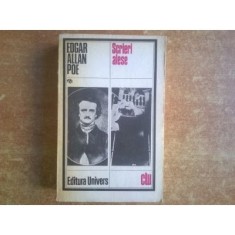 EDGAR
ALLAN
POE
Scrieri
alese
Editura Univers
clu